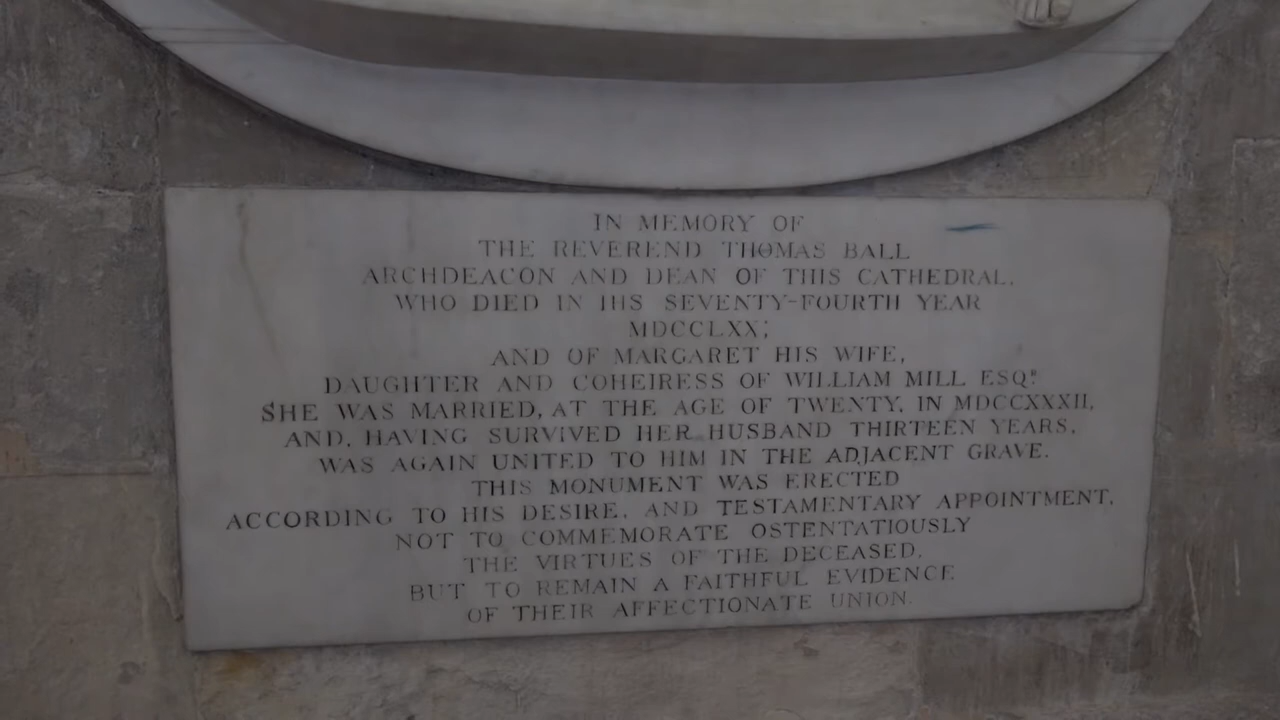 IN MEMORY OF
THE REVEREND THOMAS BALL
ARCHDEACON AND DEAN OF THIS CATHEDRAL,
WHO DIED IN HIS SEVENTY-FOURTH YEAR
MDCCLXX;
AND OF MARGARET HIS WIFE,
DAUGHTER AND COHEIRESS OF WILLIAM MILL ESQR
SHE WAS MARRIED, AT THE AGE OF TWENTY, IN MDCCXXXII,
AND, HAVING SURVIVED HER HUSBAND THIRTEEN YEARS,
WAS AGAIN UNITED TO HIM IN THE ADJACENT GRAVE.
THIS MONUMENT WAS ERECTED
ACCORDING TO HIS DESIRE, AND TESTAMENTARY APPOINTMENT,
NOT TO COMMEMORATE OSTENTATIOUSLY
THE VIRTUES OF THE DECEASED,
BUT TO REMAIN A FAITHFUL EVIDENCE
OF THEIR AFFECTIONATE UNION.